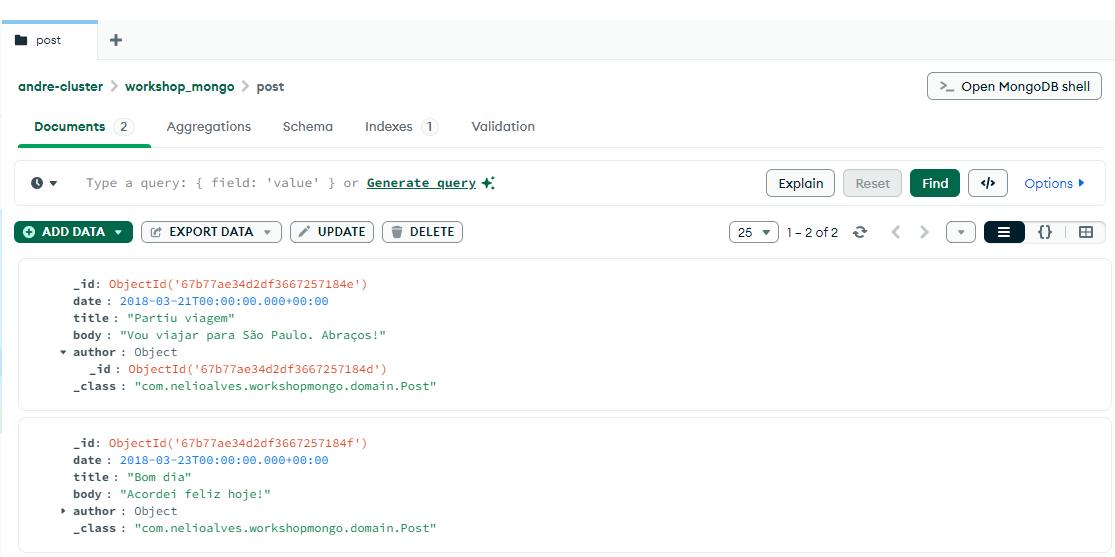 post
andre-cluster > workshop_mongo > post
>_ Open MongoDB shell
Documents 2 Aggregations Schema Indexes 1 Validation
Type a query: { field: 'value' } or Generate query
Explain Reset Find </> Options
ADD DATA EXPORT DATA UPDATE DELETE 25 1 – 2 of 2 {}
_id: ObjectId('67b77ae34d2df3667257184e')
date : 2018-03-21T00:00:00.000+00:00
title : "Partiu viagem"
body : "Vou viajar para São Paulo. Abraços!"
author : Object
_id : ObjectId('67b77ae34d2df3667257184d')
_class : "com.nelioalves.workshopmongo.domain.Post"
_id: ObjectId('67b77ae34d2df3667257184f')
date : 2018-03-23T00:00:00.000+00:00
title : "Bom dia"
body : "Acordei feliz hoje!"
author : Object
_class : "com.nelioalves.workshopmongo.domain.Post"